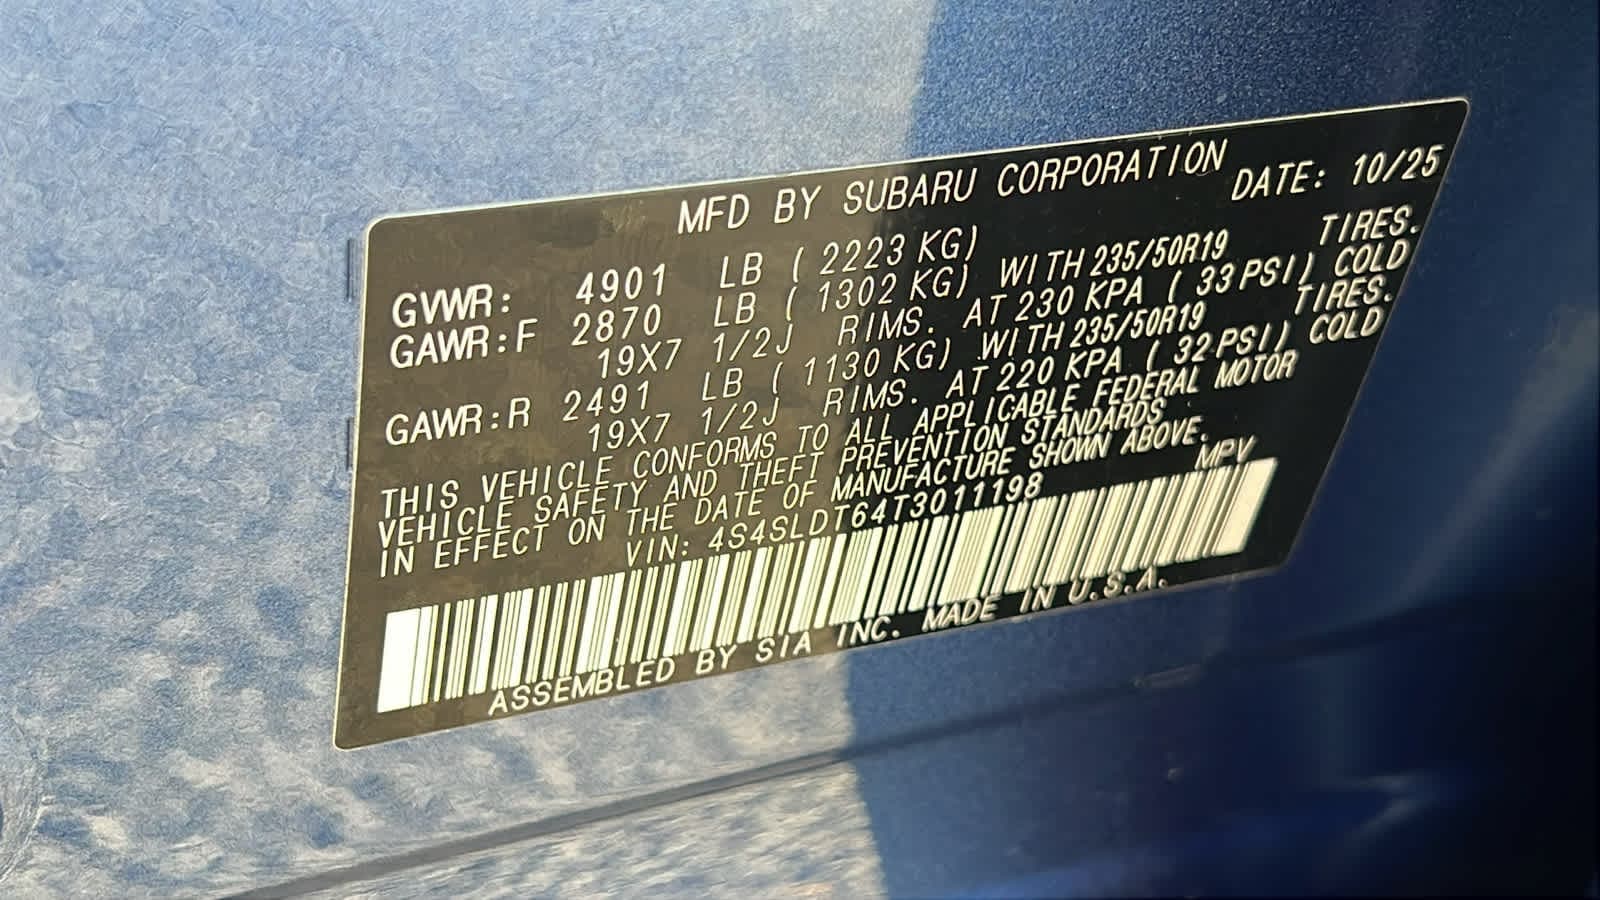 MFD BY SUBARU CORPORATION
DATE: 10/25
GVWR: 4901 LB ( 2223 KG)
GAWR:F 2870 LB ( 1302 KG) WITH 235/50R19 TIRES.
19X7 1/2J RIMS. AT 230 KPA ( 33 PSI) COLD
GAWR:R 2491 LB ( 1130 KG) WITH 235/50R19 TIRES.
19X7 1/2J RIMS. AT 220 KPA ( 32 PSI) COLD
THIS VEHICLE CONFORMS TO ALL APPLICABLE FEDERAL MOTOR
VEHICLE SAFETY AND THEFT PREVENTION STANDARDS
IN EFFECT ON THE DATE OF MANUFACTURE SHOWN ABOVE.
VIN: 4S4SLDT64T3011198 MPV
ASSEMBLED BY SIA INC. MADE IN U.S.A.